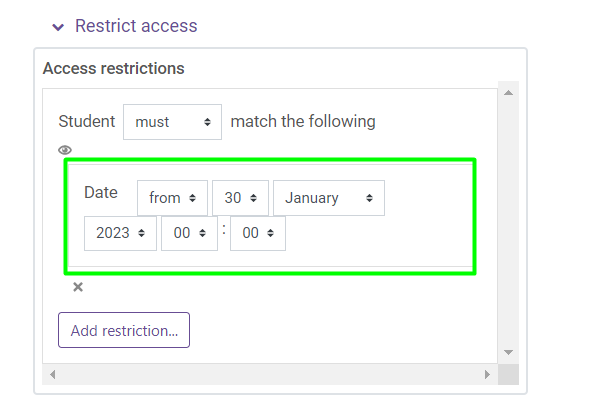 Restrict access
Access restrictions
Student must match the following
Date from 30 January
2023 00 : 00
Add restriction...